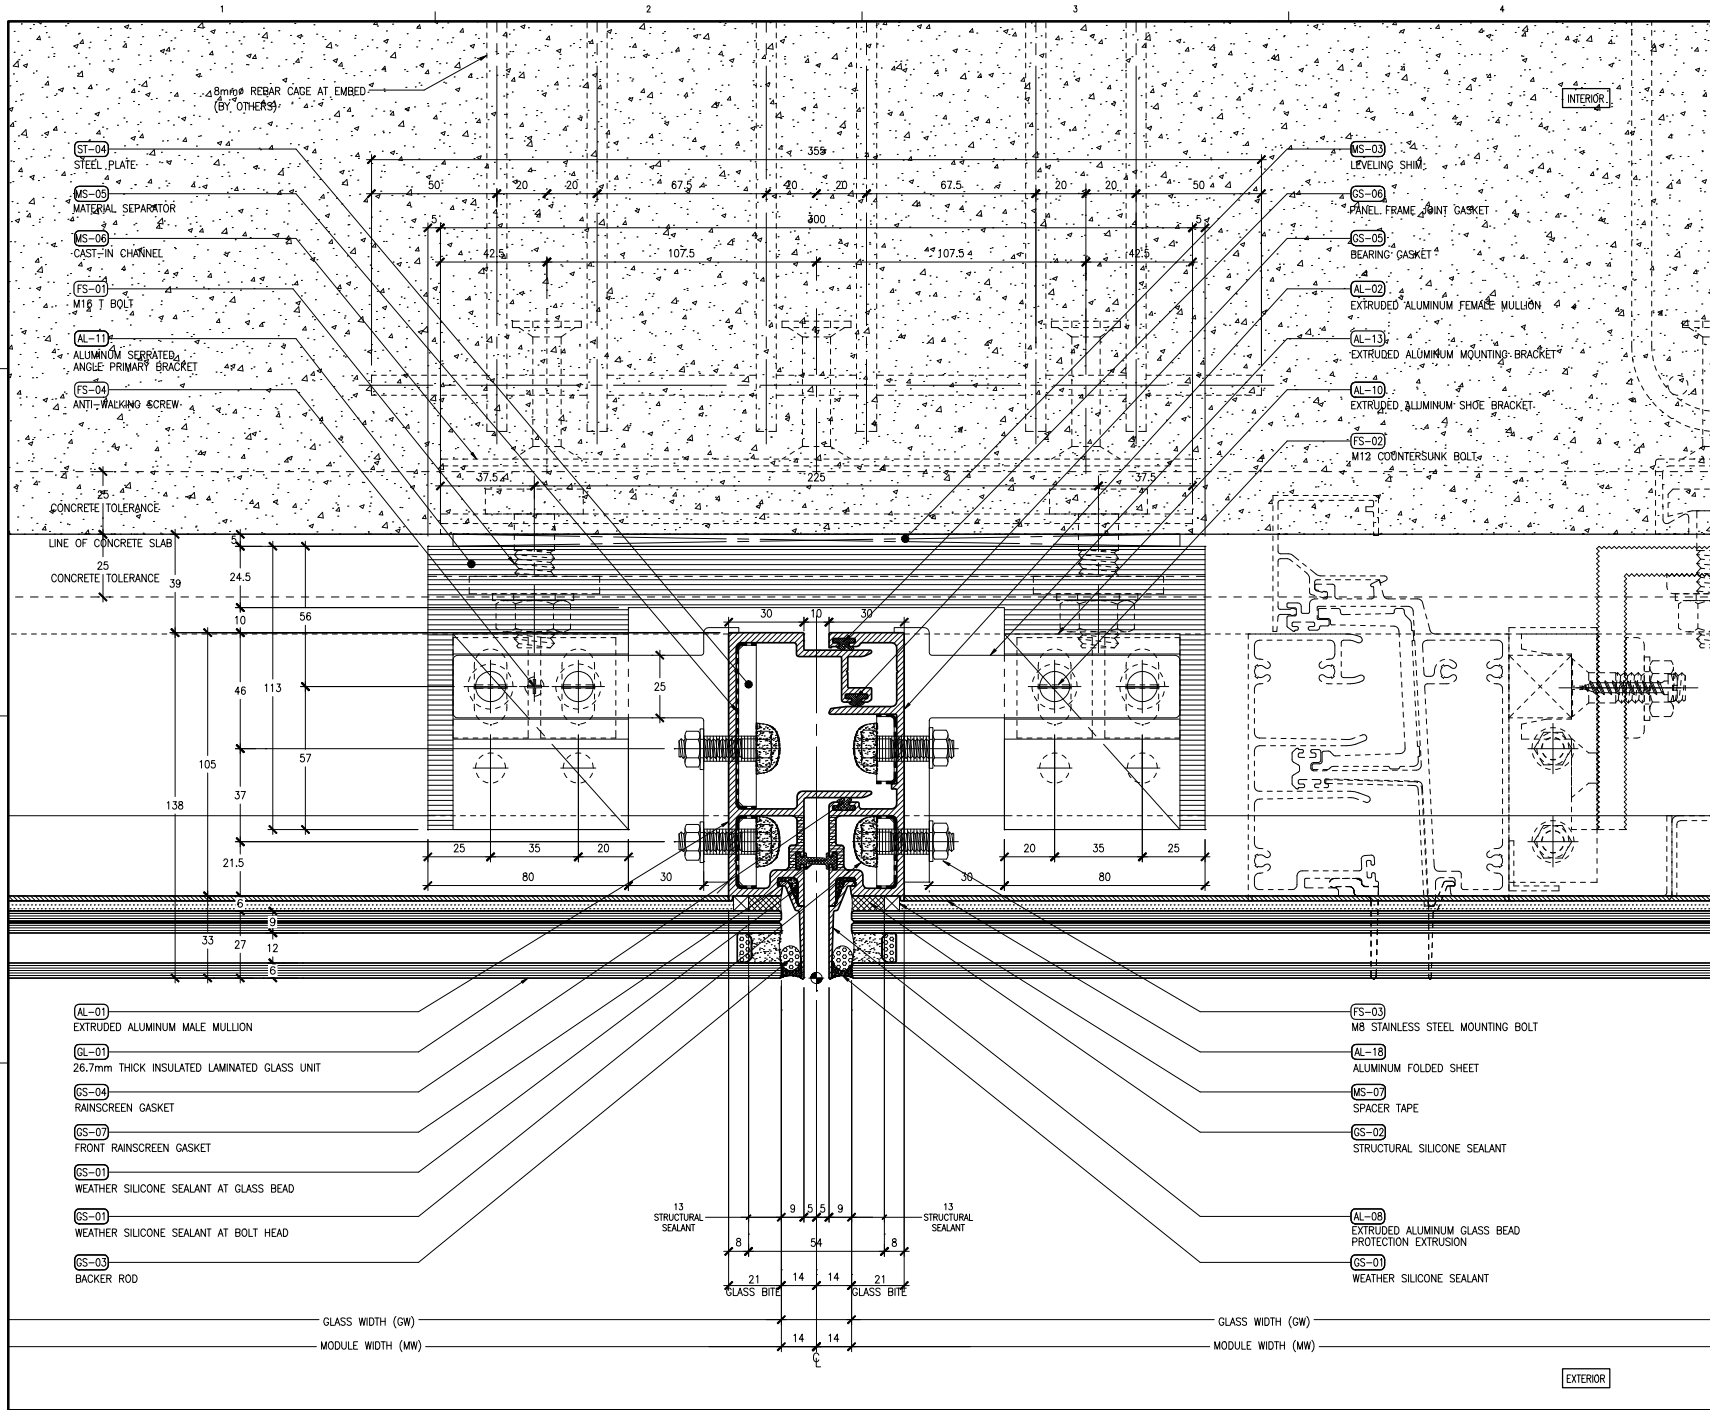 1
2
3
4
8mmø REBAR CAGE AT EMBED
(BY OTHERS)
INTERIOR
ST-04
STEEL PLATE
MS-05
MATERIAL SEPARATOR
MS-06
CAST-IN CHANNEL
FS-01
M16 T BOLT
AL-11
ALUMINUM SERRATED
ANGLE PRIMARY BRACKET
FS-04
ANTI-WALKING SCREW
MS-03
LEVELING SHIM
GS-06
PANEL FRAME JOINT GASKET
GS-05
BEARING GASKET
AL-02
EXTRUDED ALUMINUM FEMALE MULLION
AL-13
EXTRUDED ALUMINUM MOUNTING BRACKET
AL-10
EXTRUDED ALUMINUM SHOE BRACKET
FS-02
M12 COUNTERSUNK BOLT
355
50 20 20 67.5 20 20 67.5 20 20 50
5 300 5
42.5 107.5 107.5 42.5
37.5 225 37.5
25
CONCRETE TOLERANCE
LINE OF CONCRETE SLAB
25
CONCRETE TOLERANCE
39
5
24.5
10
56
30 10 30
46
113
25
57
105
138
37
21.5
25 35 20
80
30
20 35 25
30
80
6
9
33
27
12
6
AL-01
EXTRUDED ALUMINUM MALE MULLION
GL-01
26.7mm THICK INSULATED LAMINATED GLASS UNIT
GS-04
RAINSCREEN GASKET
GS-07
FRONT RAINSCREEN GASKET
GS-01
WEATHER SILICONE SEALANT AT GLASS BEAD
GS-01
WEATHER SILICONE SEALANT AT BOLT HEAD
GS-03
BACKER ROD
FS-03
M8 STAINLESS STEEL MOUNTING BOLT
AL-18
ALUMINUM FOLDED SHEET
MS-07
SPACER TAPE
GS-02
STRUCTURAL SILICONE SEALANT
AL-08
EXTRUDED ALUMINUM GLASS BEAD
PROTECTION EXTRUSION
GS-01
WEATHER SILICONE SEALANT
13
STRUCTURAL
SEALANT
9 5 5 9
13
STRUCTURAL
SEALANT
8 54 8
21 14 14 21
GLASS BITE GLASS BITE
GLASS WIDTH (GW) GLASS WIDTH (GW)
MODULE WIDTH (MW) 14 14 MODULE WIDTH (MW)
CL
EXTERIOR